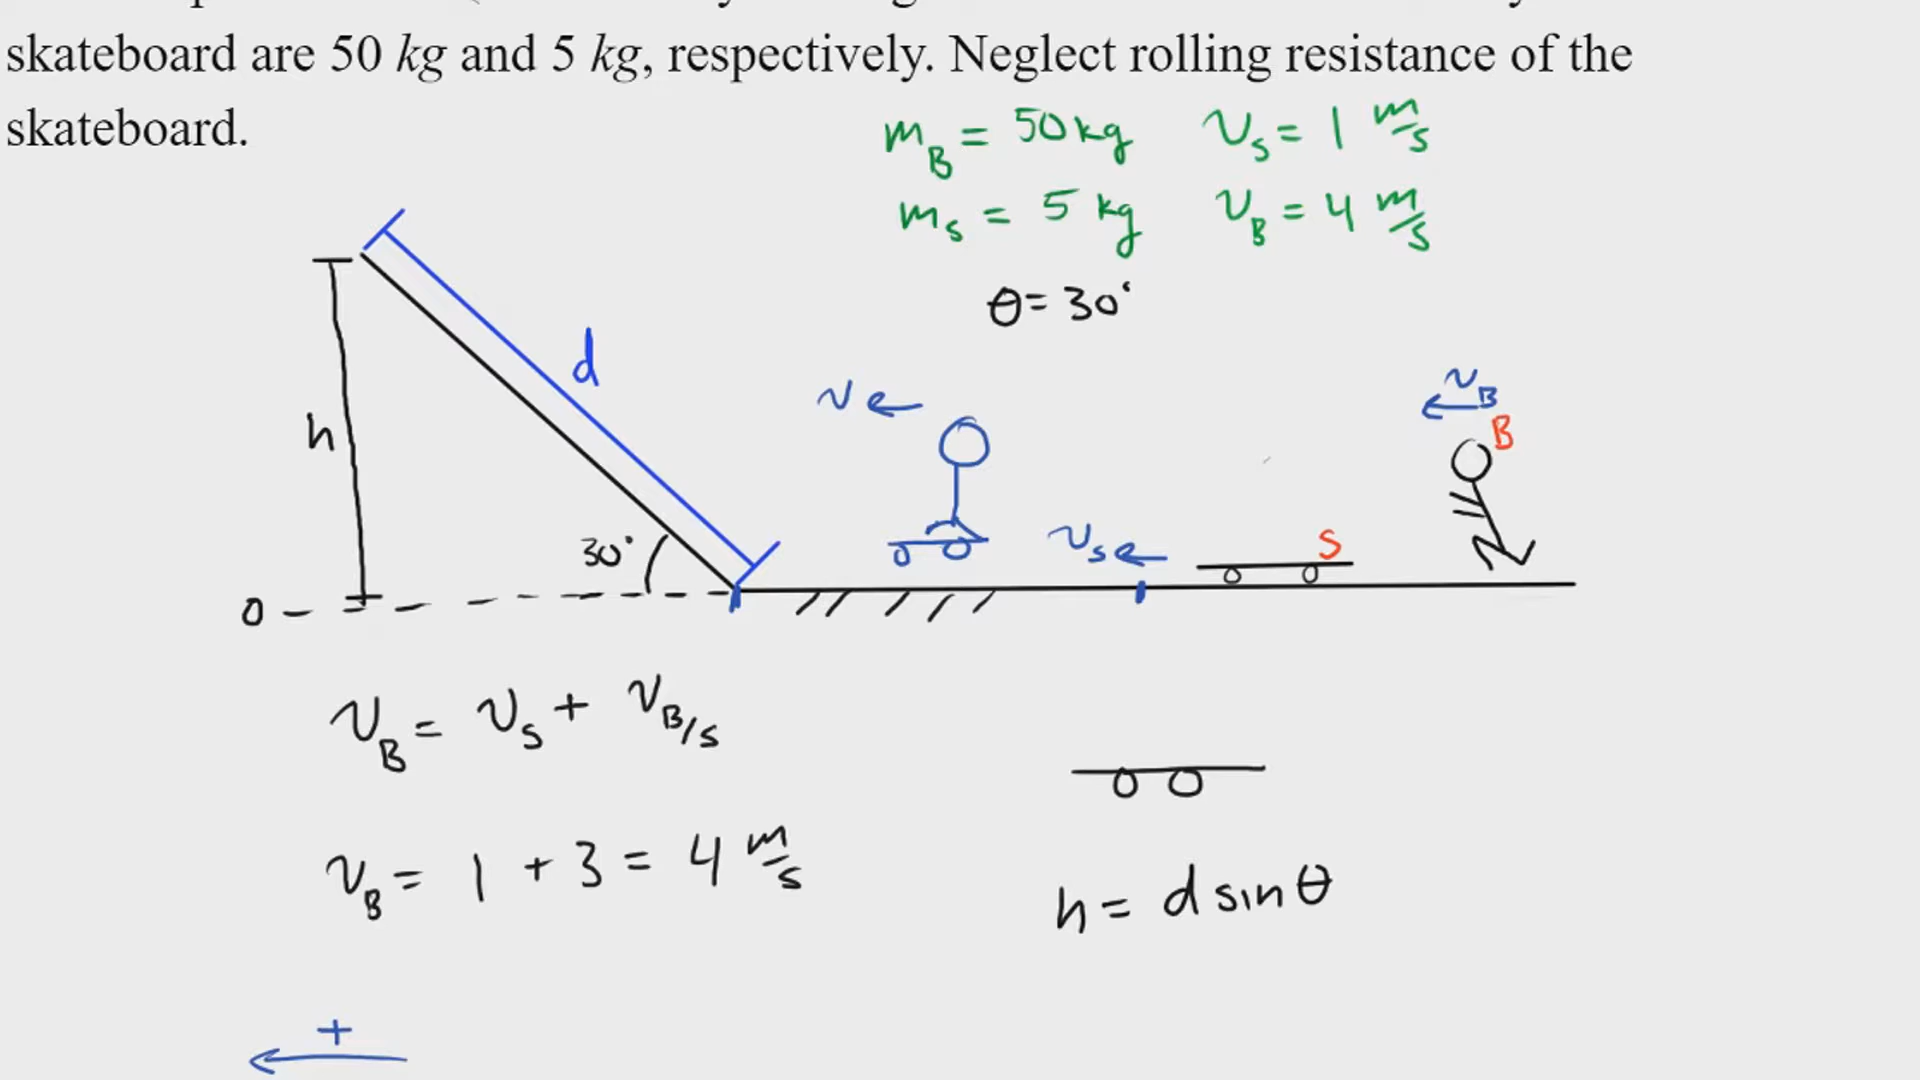 skateboard are 50 kg and 5 kg, respectively. Neglect rolling resistance of the
skateboard.
m_B = 50 kg v_S = 1 m/s
m_S = 5 kg v_B = 4 m/s
θ = 30°
d
h
30°
0
v
v_S
S
v_B
B
v_B = v_S + v_B/S
v_B = 1 + 3 = 4 m/s
h = d sin θ
+